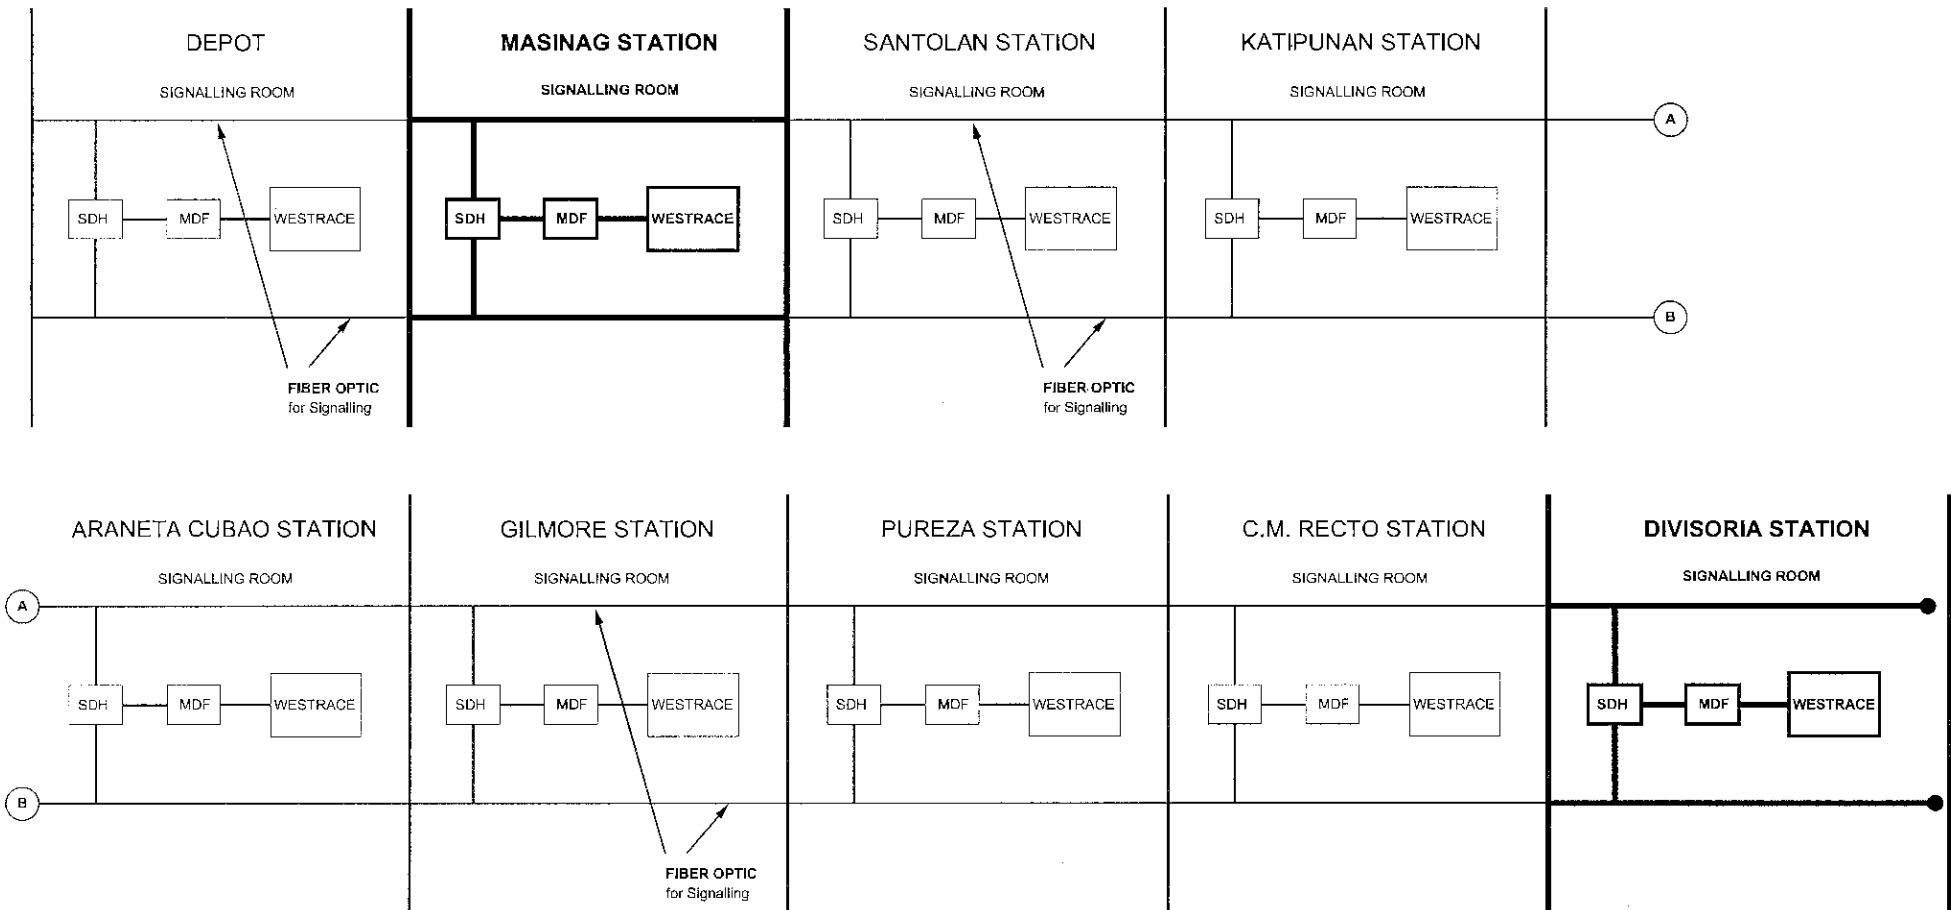 DEPOT
SIGNALLING ROOM
SDH
MDF
WESTRACE
FIBER OPTIC
for Signalling
MASINAG STATION
SIGNALLING ROOM
SDH
MDF
WESTRACE
SANTOLAN STATION
SIGNALLING ROOM
SDH
MDF
WESTRACE
FIBER OPTIC
for Signalling
KATIPUNAN STATION
SIGNALLING ROOM
SDH
MDF
WESTRACE
A
B
ARANETA CUBAO STATION
SIGNALLING ROOM
A
SDH
MDF
WESTRACE
B
GILMORE STATION
SIGNALLING ROOM
SDH
MDF
WESTRACE
FIBER OPTIC
for Signalling
PUREZA STATION
SIGNALLING ROOM
SDH
MDF
WESTRACE
C.M. RECTO STATION
SIGNALLING ROOM
SDH
MDF
WESTRACE
DIVISORIA STATION
SIGNALLING ROOM
SDH
MDF
WESTRACE